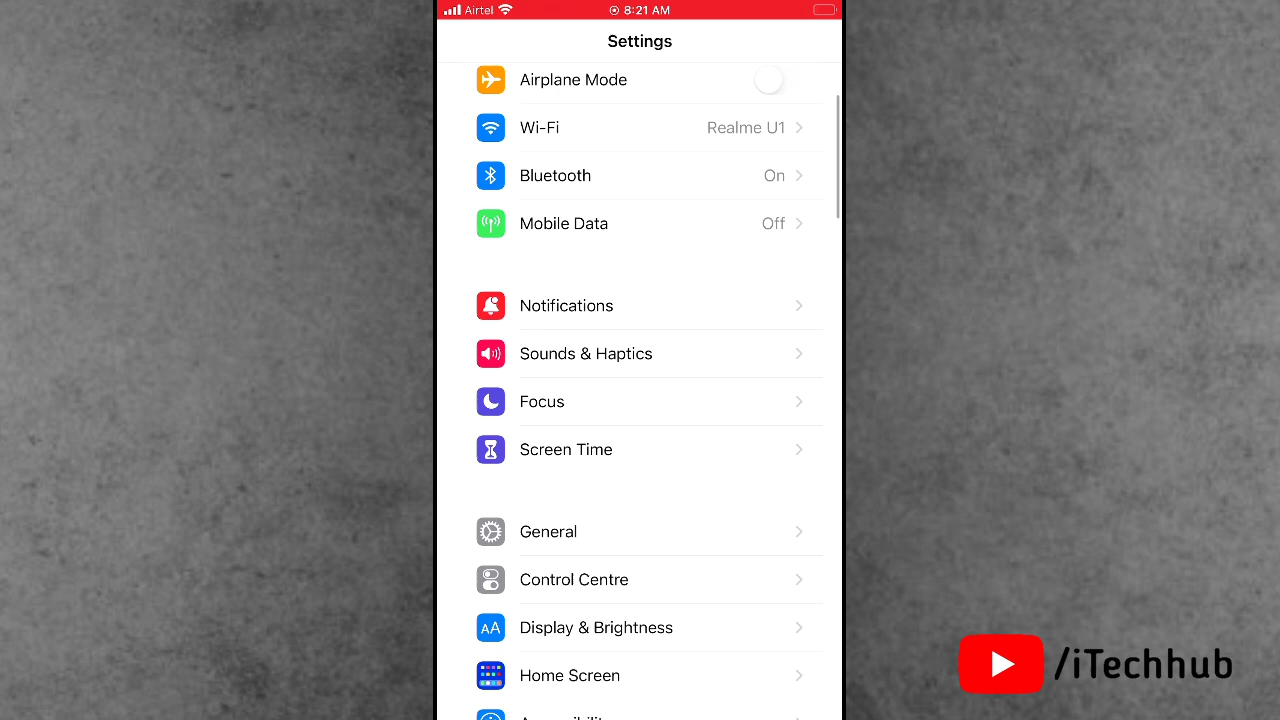 Airtel 8:21 AM
Settings
Airplane Mode
Wi-Fi Realme U1
Bluetooth On
Mobile Data Off
Notifications
Sounds & Haptics
Focus
Screen Time
General
Control Centre
AA Display & Brightness
Home Screen
/iTechhub